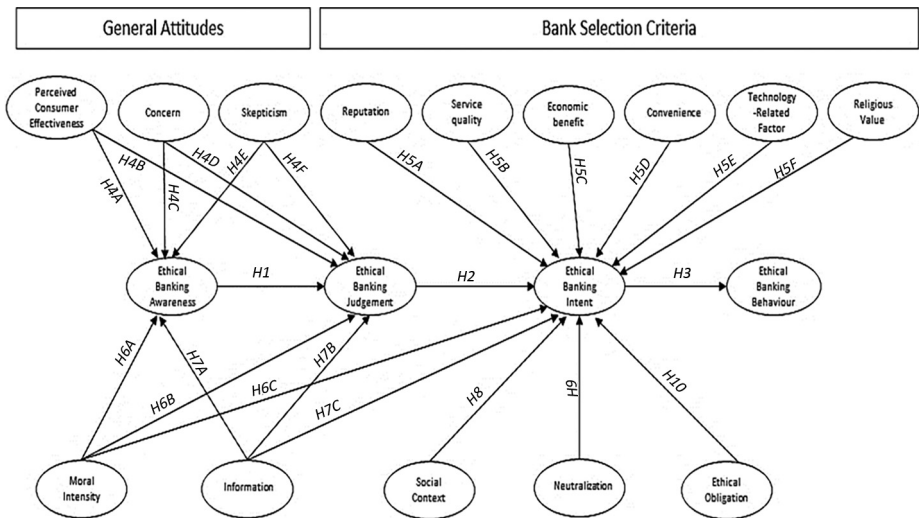 General Attitudes
Bank Selection Criteria
Perceived
Consumer
Effectiveness
Concern
Skepticism
Reputation
Service
quality
Economic
benefit
Convenience
Technology
-Related
Factor
Religious
Value
H4B
H4A
H4C
H4D
H4E
H4F
H5A
H5B
H5C
H5D
H5E
H5F
Ethical
Banking
Awareness
H1
Ethical
Banking
Judgement
H2
Ethical
Banking
Intent
H3
Ethical
Banking
Behaviour
H6A
H6B
H7A
H6C
H7B
H7C
H8
H9
H10
Moral
Intensity
Information
Social
Context
Neutralization
Ethical
Obligation